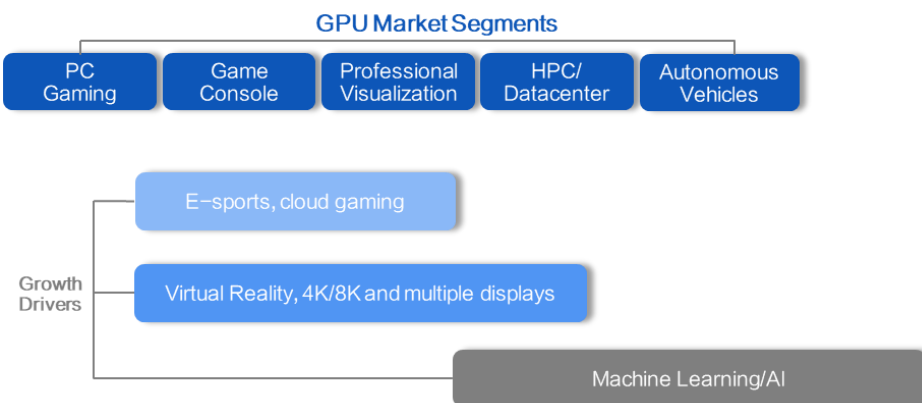 GPU Market Segments
PC
Gaming
Game
Console
Professional
Visualization
HPC/
Datacenter
Autonomous
Vehicles
E-sports, cloud gaming
Growth
Drivers
Virtual Reality, 4K/8K and multiple displays
Machine Learning/AI